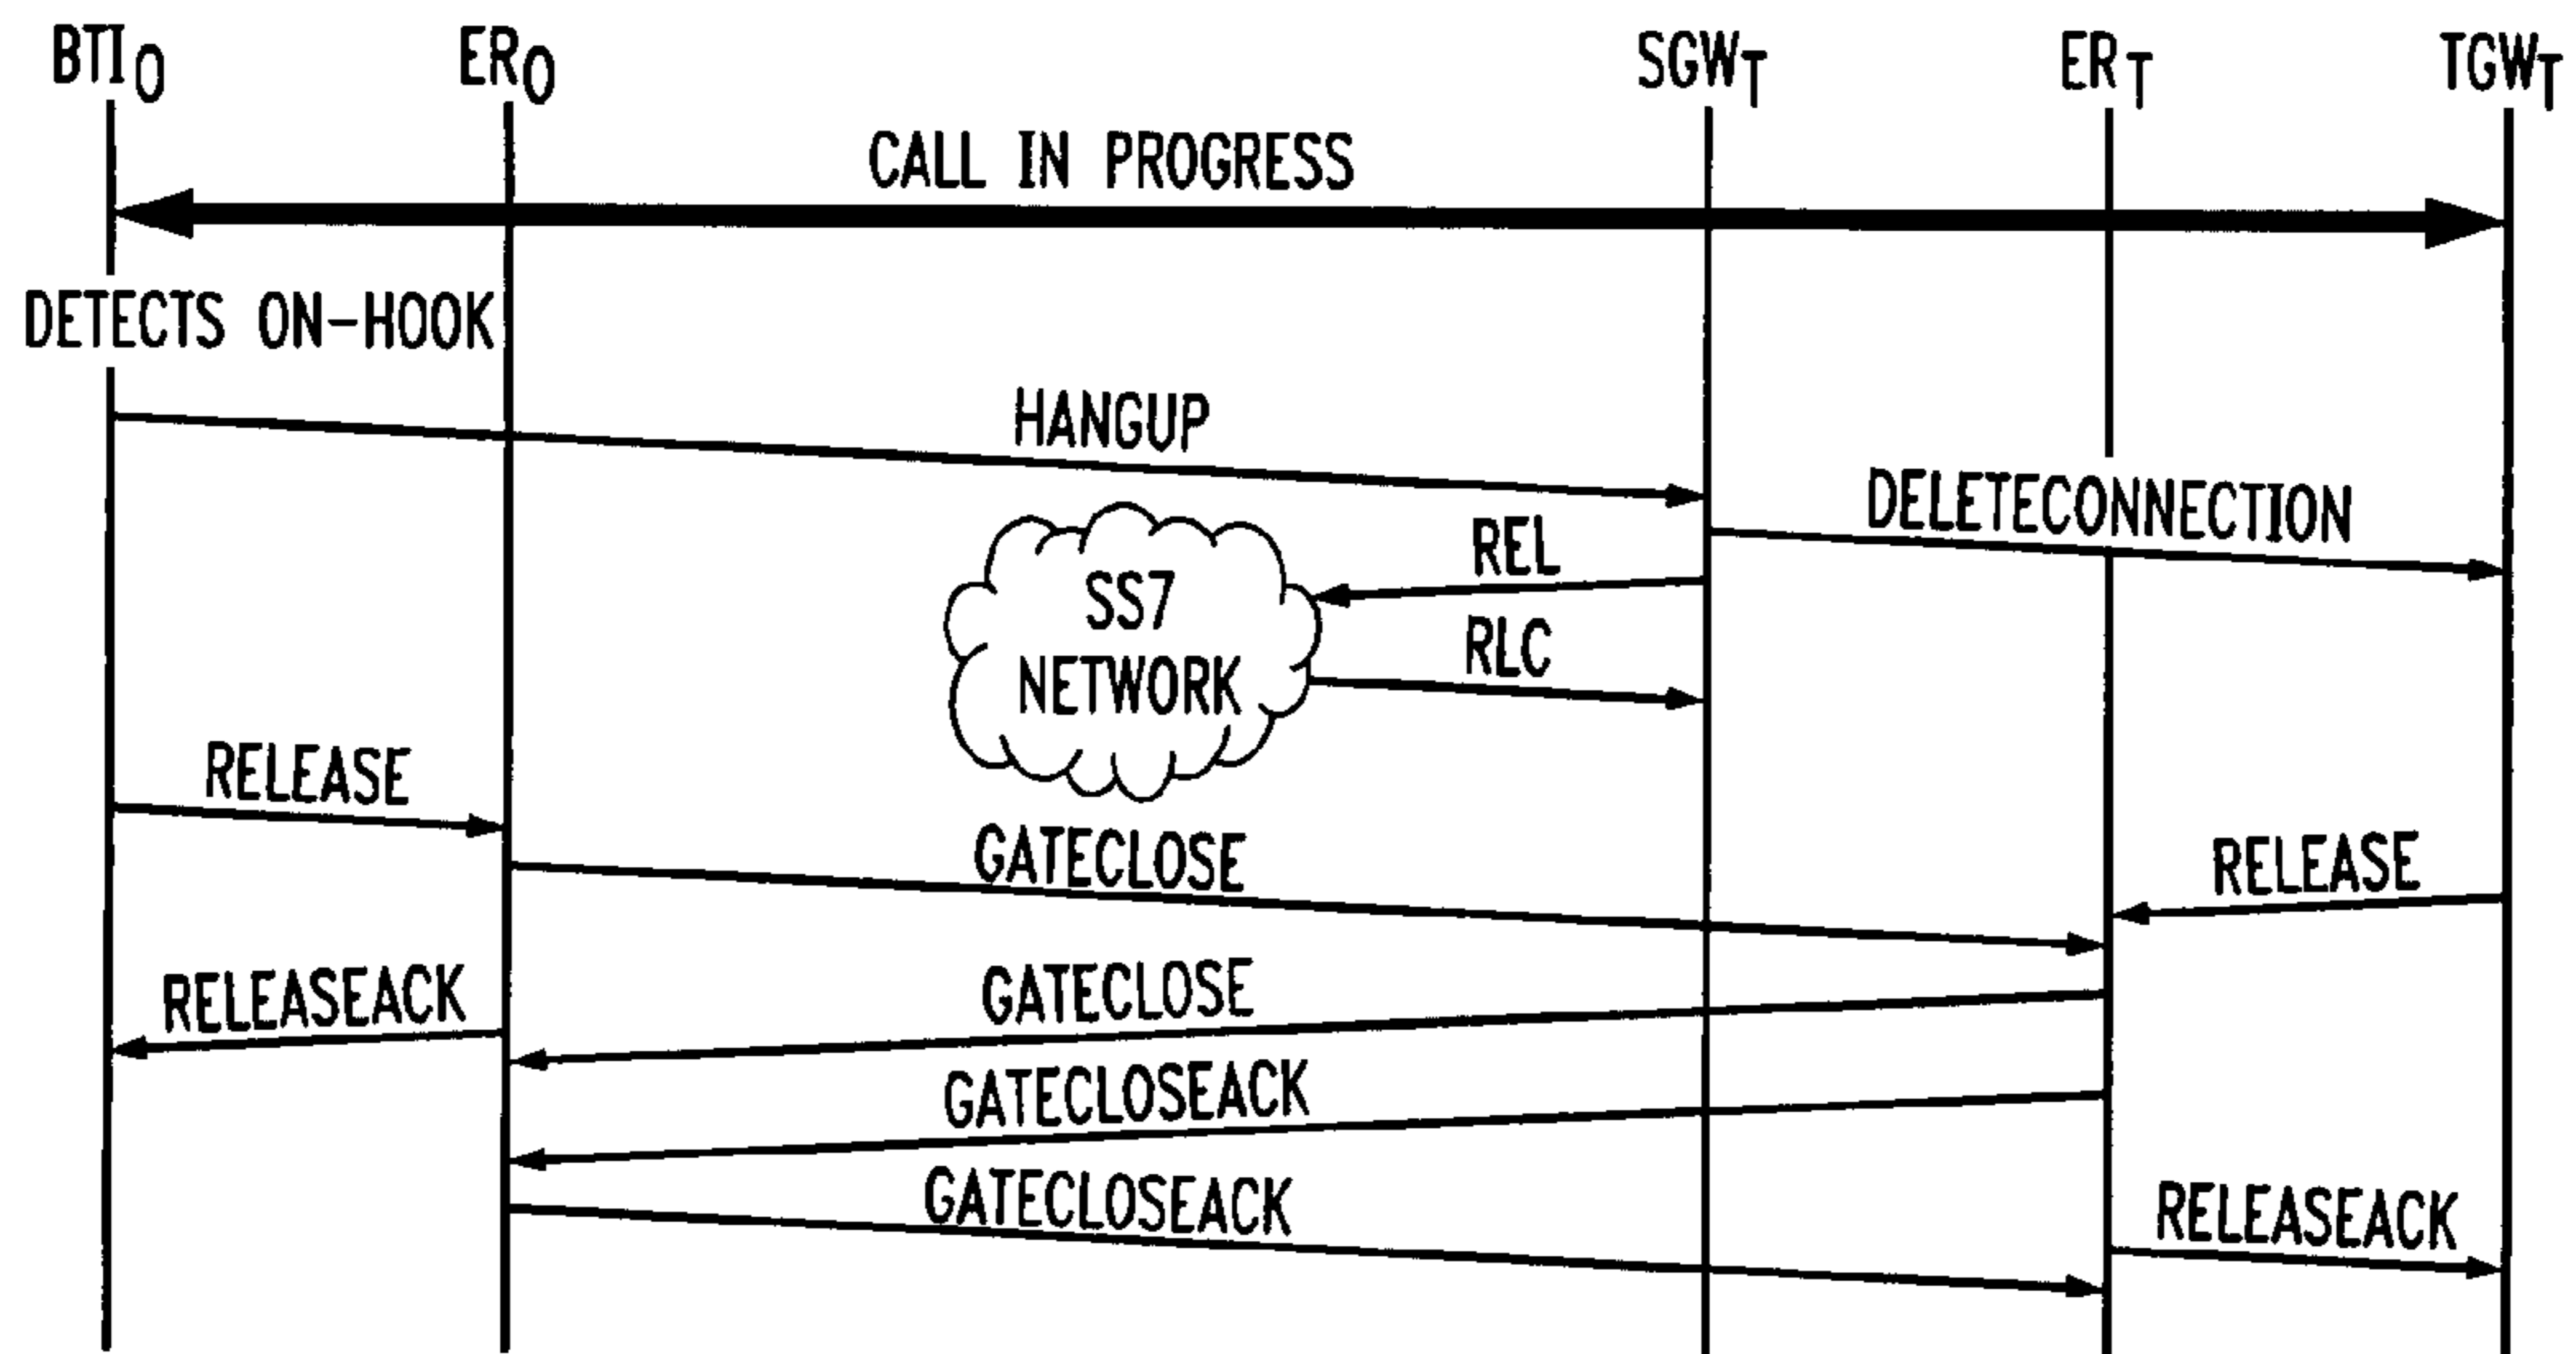 BTIO ERO SGWT ERT TGWT
CALL IN PROGRESS
DETECTS ON-HOOK
HANGUP
DELETECONNECTION
REL
SS7
NETWORK
RLC
RELEASE
GATECLOSE
RELEASE
RELEASEACK
GATECLOSE
GATECLOSEACK
GATECLOSEACK
RELEASEACK